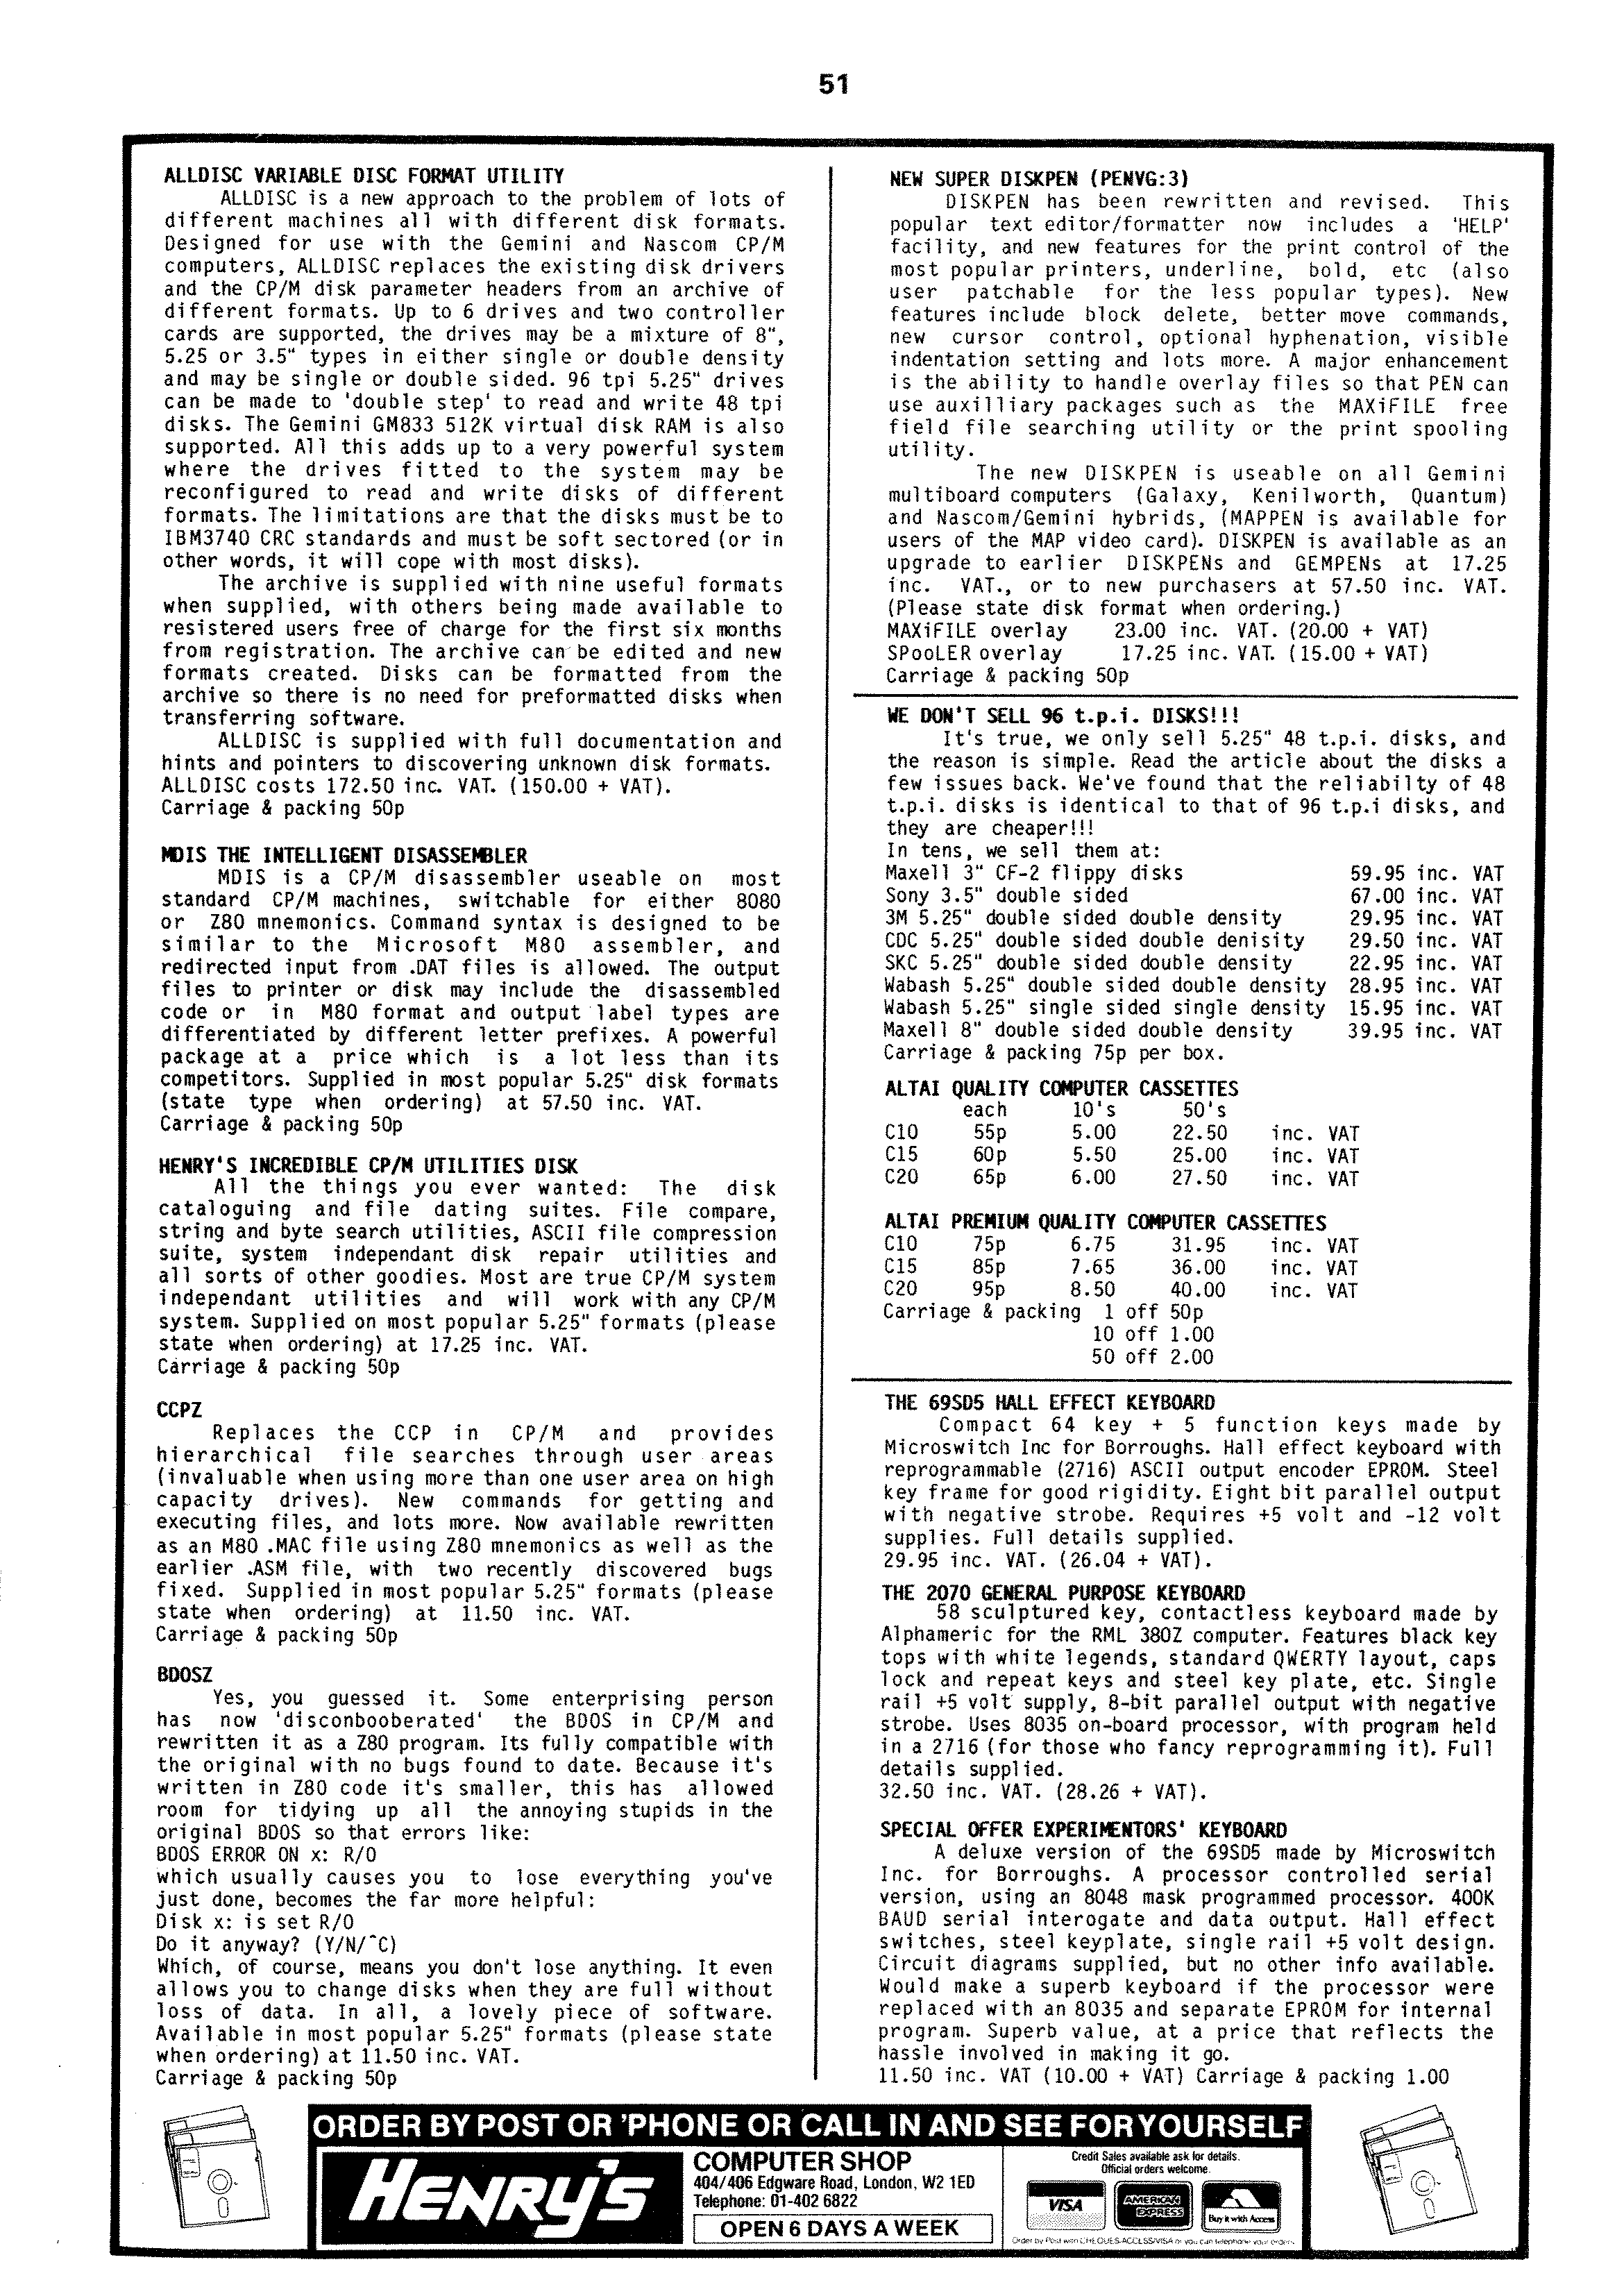 51
ALLDISC VARIABLE DISC FORMAT UTILITY
ALLDISC is a new approach to the problem of lots of
different machines all with different disk formats.
Designed for use with the Gemini and Nascom CP/M
computers, ALLDISC replaces the existing disk drivers
and the CP/M disk parameter headers from an archive of
different formats. Up to 6 drives and two controller
cards are supported, the drives may be a mixture of 8",
5.25 or 3.5" types in either single or double density
and may be single or double sided. 96 tpi 5.25" drives
can be made to 'double step' to read and write 48 tpi
disks. The Gemini GM833 512K virtual disk RAM is also
supported. All this adds up to a very powerful system
where the drives fitted to the system may be
reconfigured to read and write disks of different
formats. The limitations are that the disks must be to
IBM3740 CRC standards and must be soft sectored (or in
other words, it will cope with most disks).
The archive is supplied with nine useful formats
when supplied, with others being made available to
resistered users free of charge for the first six months
from registration. The archive can be edited and new
formats created. Disks can be formatted from the
archive so there is no need for preformatted disks when
transferring software.
ALLDISC is supplied with full documentation and
hints and pointers to discovering unknown disk formats.
ALLDISC costs 172.50 inc. VAT. (150.00 + VAT).
Carriage & packing 50p
MDIS THE INTELLIGENT DISASSEMBLER
MDIS is a CP/M disassembler useable on most
standard CP/M machines, switchable for either 8080
or Z80 mnemonics. Command syntax is designed to be
similar to the Microsoft M80 assembler, and
redirected input from .DAT files is allowed. The output
files to printer or disk may include the disassembled
code or in M80 format and output label types are
differentiated by different letter prefixes. A powerful
package at a price which is a lot less than its
competitors. Supplied in most popular 5.25" disk formats
(state type when ordering) at 57.50 inc. VAT.
Carriage & packing 50p
HENRY'S INCREDIBLE CP/M UTILITIES DISK
All the things you ever wanted: The disk
cataloguing and file dating suites. File compare,
string and byte search utilities, ASCII file compression
suite, system independant disk repair utilities and
all sorts of other goodies. Most are true CP/M system
independant utilities and will work with any CP/M
system. Supplied on most popular 5.25" formats (please
state when ordering) at 17.25 inc. VAT.
Carriage & packing 50p
CCPZ
Replaces the CCP in CP/M and provides
hierarchical file searches through user areas
(invaluable when using more than one user area on high
capacity drives). New commands for getting and
executing files, and lots more. Now available rewritten
as an M80 .MAC file using Z80 mnemonics as well as the
earlier .ASM file, with two recently discovered bugs
fixed. Supplied in most popular 5.25" formats (please
state when ordering) at 11.50 inc. VAT.
Carriage & packing 50p
BDOSZ
Yes, you guessed it. Some enterprising person
has now 'disconbooberated' the BDOS in CP/M and
rewritten it as a Z80 program. Its fully compatible with
the original with no bugs found to date. Because it's
written in Z80 code it's smaller, this has allowed
room for tidying up all the annoying stupids in the
original BDOS so that errors like:
BDOS ERROR ON x: R/O
which usually causes you to lose everything you've
just done, becomes the far more helpful:
Disk x: is set R/O
Do it anyway? (Y/N/^C)
Which, of course, means you don't lose anything. It even
allows you to change disks when they are full without
loss of data. In all, a lovely piece of software.
Available in most popular 5.25" formats (please state
when ordering) at 11.50 inc. VAT.
Carriage & packing 50p
NEW SUPER DISKPEN (PENVG:3)
DISKPEN has been rewritten and revised. This
popular text editor/formatter now includes a 'HELP'
facility, and new features for the print control of the
most popular printers, underline, bold, etc (also
user patchable for the less popular types). New
features include block delete, better move commands,
new cursor control, optional hyphenation, visible
indentation setting and lots more. A major enhancement
is the ability to handle overlay files so that PEN can
use auxilliary packages such as the MAXiFILE free
field file searching utility or the print spooling
utility.
The new DISKPEN is useable on all Gemini
multiboard computers (Galaxy, Kenilworth, Quantum)
and Nascom/Gemini hybrids, (MAPPEN is available for
users of the MAP video card). DISKPEN is available as an
upgrade to earlier DISKPENs and GEMPENs at 17.25
inc. VAT., or to new purchasers at 57.50 inc. VAT.
(Please state disk format when ordering.)
MAXiFILE overlay 23.00 inc. VAT. (20.00 + VAT)
SPooLER overlay 17.25 inc. VAT. (15.00 + VAT)
Carriage & packing 50p
WE DON'T SELL 96 t.p.i. DISKS!!!
It's true, we only sell 5.25" 48 t.p.i. disks, and
the reason is simple. Read the article about the disks a
few issues back. We've found that the reliabilty of 48
t.p.i. disks is identical to that of 96 t.p.i disks, and
they are cheaper!!!
In tens, we sell them at:
Maxell 3" CF-2 flippy disks 59.95 inc. VAT
Sony 3.5" double sided 67.00 inc. VAT
3M 5.25" double sided double density 29.95 inc. VAT
CDC 5.25" double sided double denisity 29.50 inc. VAT
SKC 5.25" double sided double density 22.95 inc. VAT
Wabash 5.25" double sided double density 28.95 inc. VAT
Wabash 5.25" single sided single density 15.95 inc. VAT
Maxell 8" double sided double density 39.95 inc. VAT
Carriage & packing 75p per box.
ALTAI QUALITY COMPUTER CASSETTES
each 10's 50's
C10 55p 5.00 22.50 inc. VAT
C15 60p 5.50 25.00 inc. VAT
C20 65p 6.00 27.50 inc. VAT
ALTAI PREMIUM QUALITY COMPUTER CASSETTES
C10 75p 6.75 31.95 inc. VAT
C15 85p 7.65 36.00 inc. VAT
C20 95p 8.50 40.00 inc. VAT
Carriage & packing 1 off 50p
10 off 1.00
50 off 2.00
THE 69SD5 HALL EFFECT KEYBOARD
Compact 64 key + 5 function keys made by
Microswitch Inc for Borroughs. Hall effect keyboard with
reprogrammable (2716) ASCII output encoder EPROM. Steel
key frame for good rigidity. Eight bit parallel output
with negative strobe. Requires +5 volt and -12 volt
supplies. Full details supplied.
29.95 inc. VAT. (26.04 + VAT).
THE 2070 GENERAL PURPOSE KEYBOARD
58 sculptured key, contactless keyboard made by
Alphameric for the RML 380Z computer. Features black key
tops with white legends, standard QWERTY layout, caps
lock and repeat keys and steel key plate, etc. Single
rail +5 volt supply, 8-bit parallel output with negative
strobe. Uses 8035 on-board processor, with program held
in a 2716 (for those who fancy reprogramming it). Full
details supplied.
32.50 inc. VAT. (28.26 + VAT).
SPECIAL OFFER EXPERIMENTORS' KEYBOARD
A deluxe version of the 69SD5 made by Microswitch
Inc. for Borroughs. A processor controlled serial
version, using an 8048 mask programmed processor. 400K
BAUD serial interogate and data output. Hall effect
switches, steel keyplate, single rail +5 volt design.
Circuit diagrams supplied, but no other info available.
Would make a superb keyboard if the processor were
replaced with an 8035 and separate EPROM for internal
program. Superb value, at a price that reflects the
hassle involved in making it go.
11.50 inc. VAT (10.00 + VAT) Carriage & packing 1.00
ORDER BY POST OR 'PHONE OR CALL IN AND SEE FOR YOURSELF
HENRY'S
COMPUTER SHOP
404/406 Edgware Road, London, W2 1ED
Telephone: 01-402 6822
OPEN 6 DAYS A WEEK
Credit Sales available ask for details.
Official orders welcome.
VISA
AMERICAN EXPRESS
Buy it with Access
Order by Post with CHEQUES ACCESS/VISA or you can telephone your orders